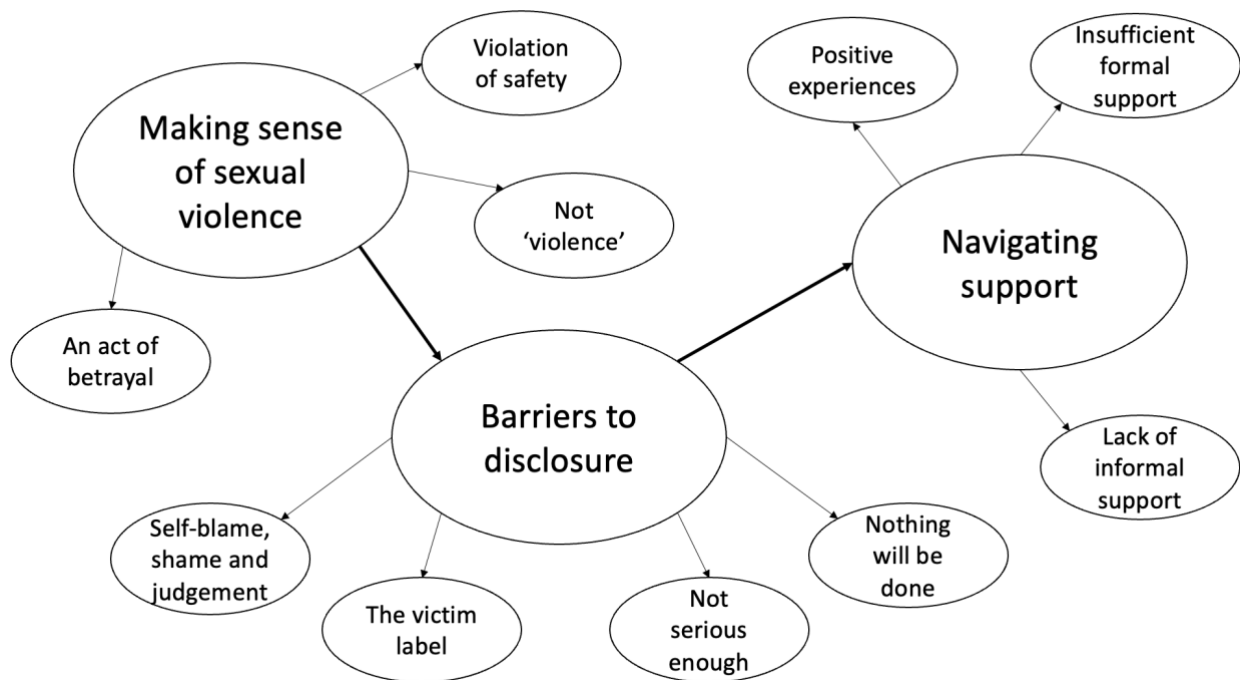 Making sense
of sexual
violence
Violation
of safety
Not
‘violence’
An act of
betrayal
Barriers to
disclosure
Self-blame,
shame and
judgement
The victim
label
Not
serious
enough
Nothing
will be
done
Navigating
support
Positive
experiences
Insufficient
formal
support
Lack of
informal
support